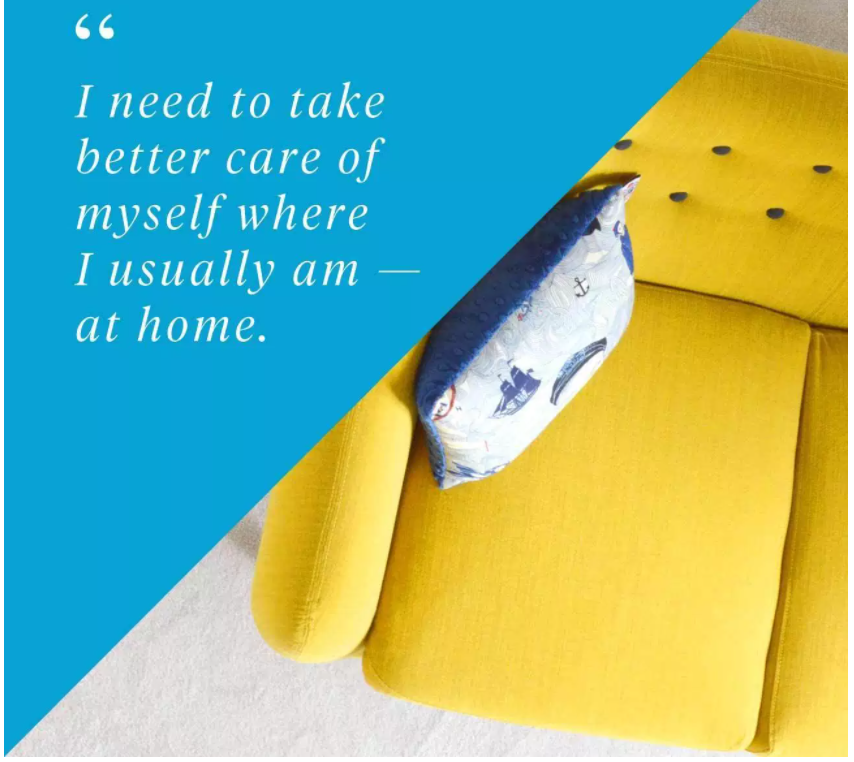 “
I need to take
better care of
myself where
I usually am —
at home.